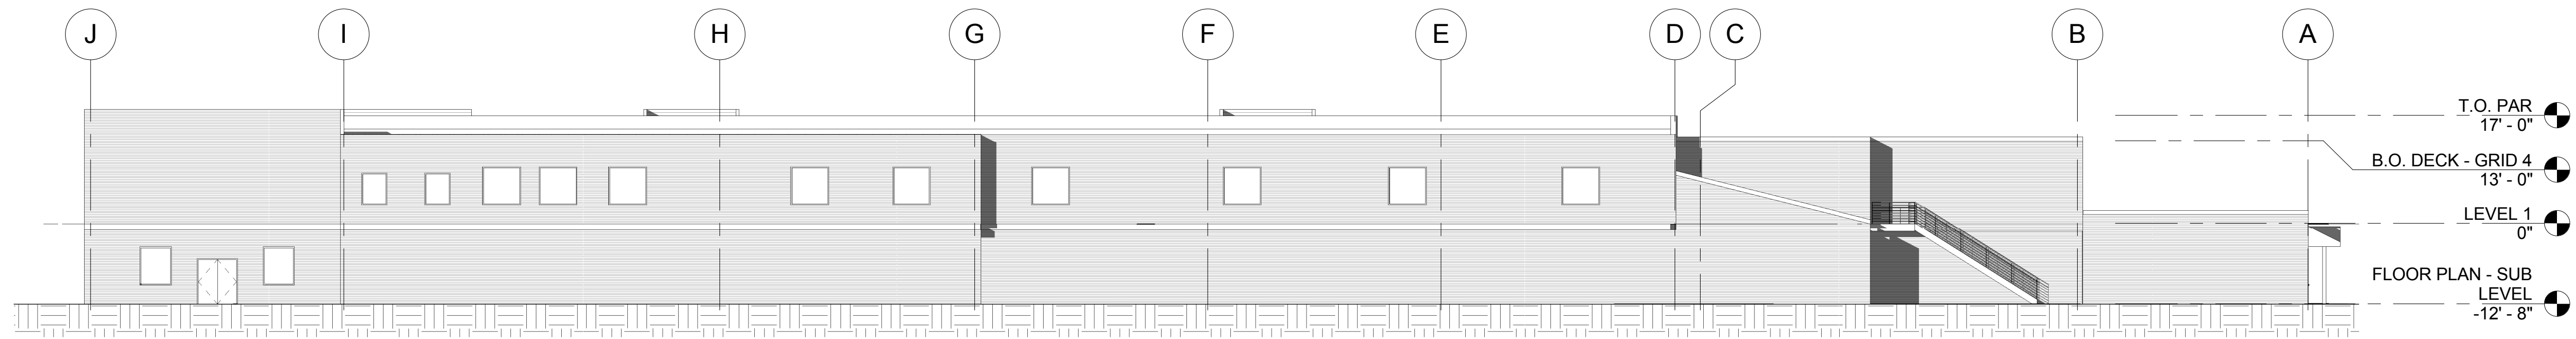 J I H G F E D C B A
T.O. PAR
17' - 0"
B.O. DECK - GRID 4
13' - 0"
LEVEL 1
0"
FLOOR PLAN - SUB
LEVEL
-12' - 8"